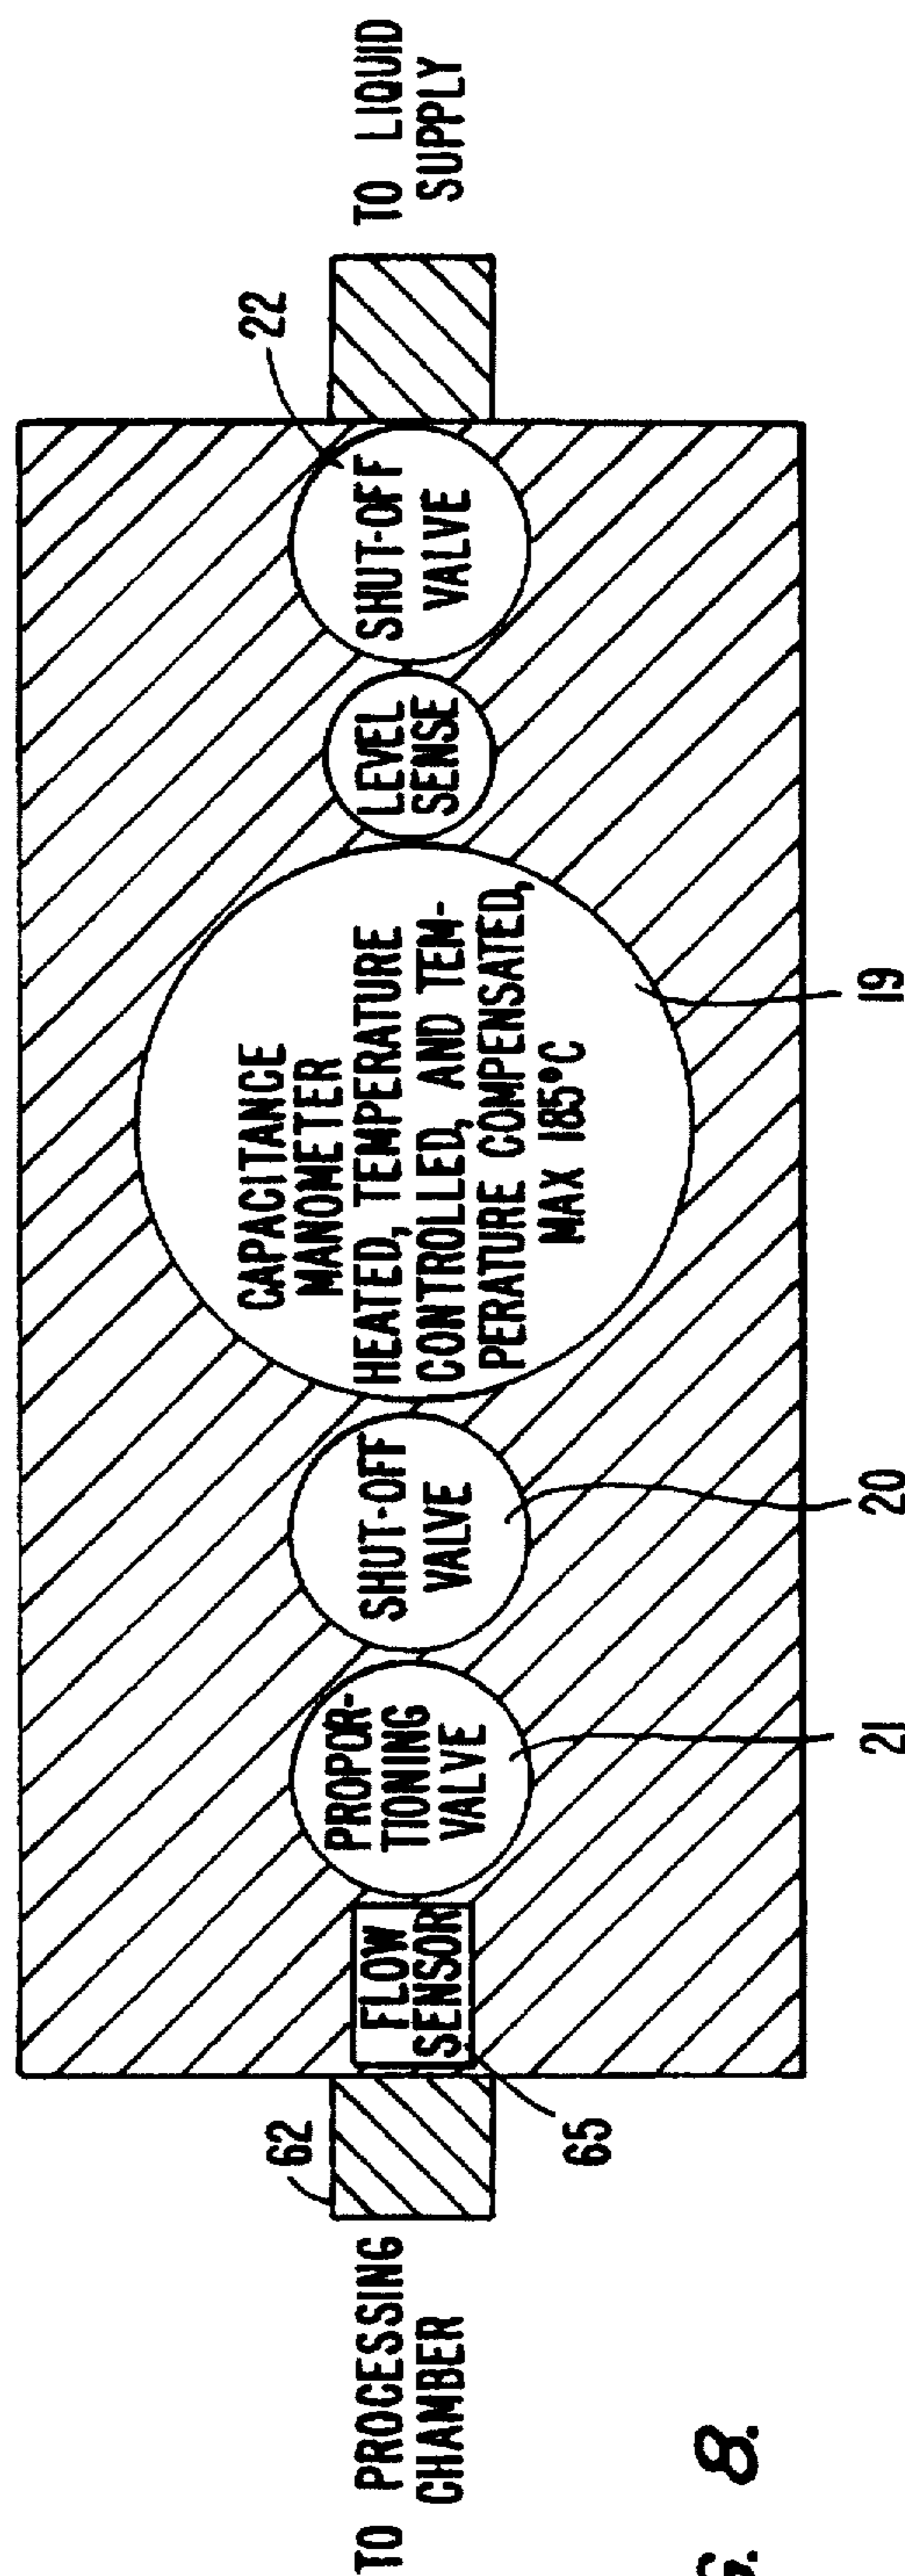 TO PROCESSING
CHAMBER
62
65
FLOW
SENSOR
PROPOR-
TIONING
VALVE
21
SHUT-OFF
VALVE
20
CAPACITANCE
MANOMETER
HEATED, TEMPERATURE
CONTROLLED, AND TEM-
PERATURE COMPENSATED,
MAX 185°C
19
LEVEL
SENSE
SHUT-OFF
VALVE
22
TO LIQUID
SUPPLY
8.